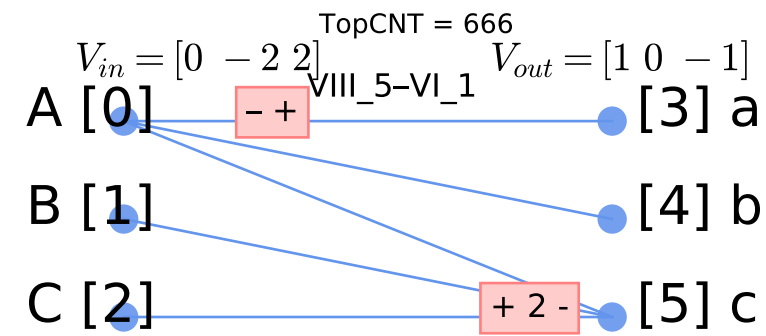 TopCNT = 666
V_in = [0 −2 2] V_out = [1 0 −1]
VIII_5–VI_1
A [0] – + [3] a
B [1] [4] b
C [2] + 2 - [5] c